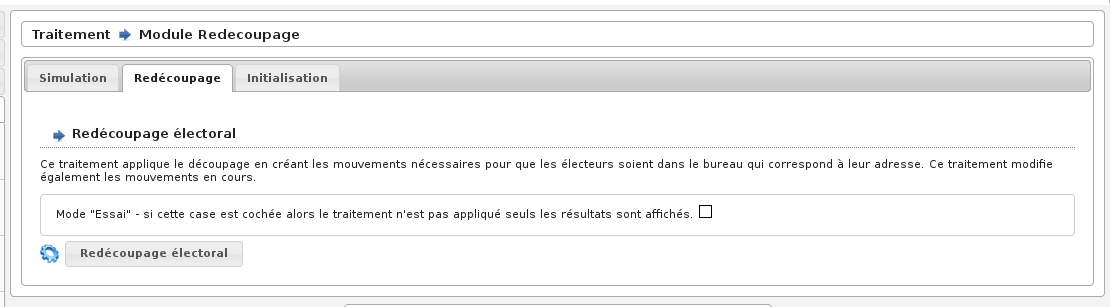 Traitement Module Redecoupage
Simulation Redécoupage Initialisation
Redécoupage électoral
Ce traitement applique le découpage en créant les mouvements nécessaires pour que les électeurs soient dans le bureau qui correspond à leur adresse. Ce traitement modifie
également les mouvements en cours.
Mode "Essai" - si cette case est cochée alors le traitement n'est pas appliqué seuls les résultats sont affichés.
Redécoupage électoral